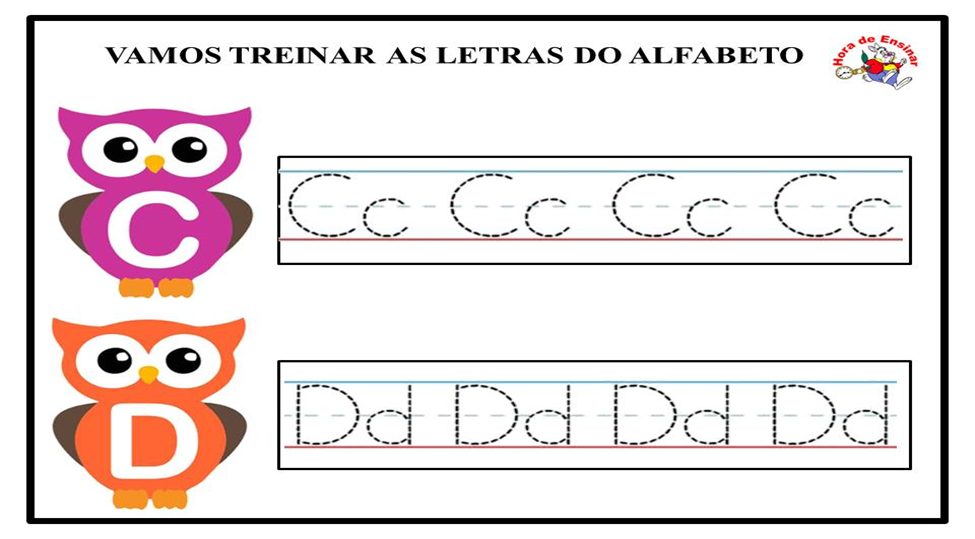 VAMOS TREINAR AS LETRAS DO ALFABETO
Hora de Ensinar
C
Cc Cc Cc Cc
D
Dd Dd Dd Dd